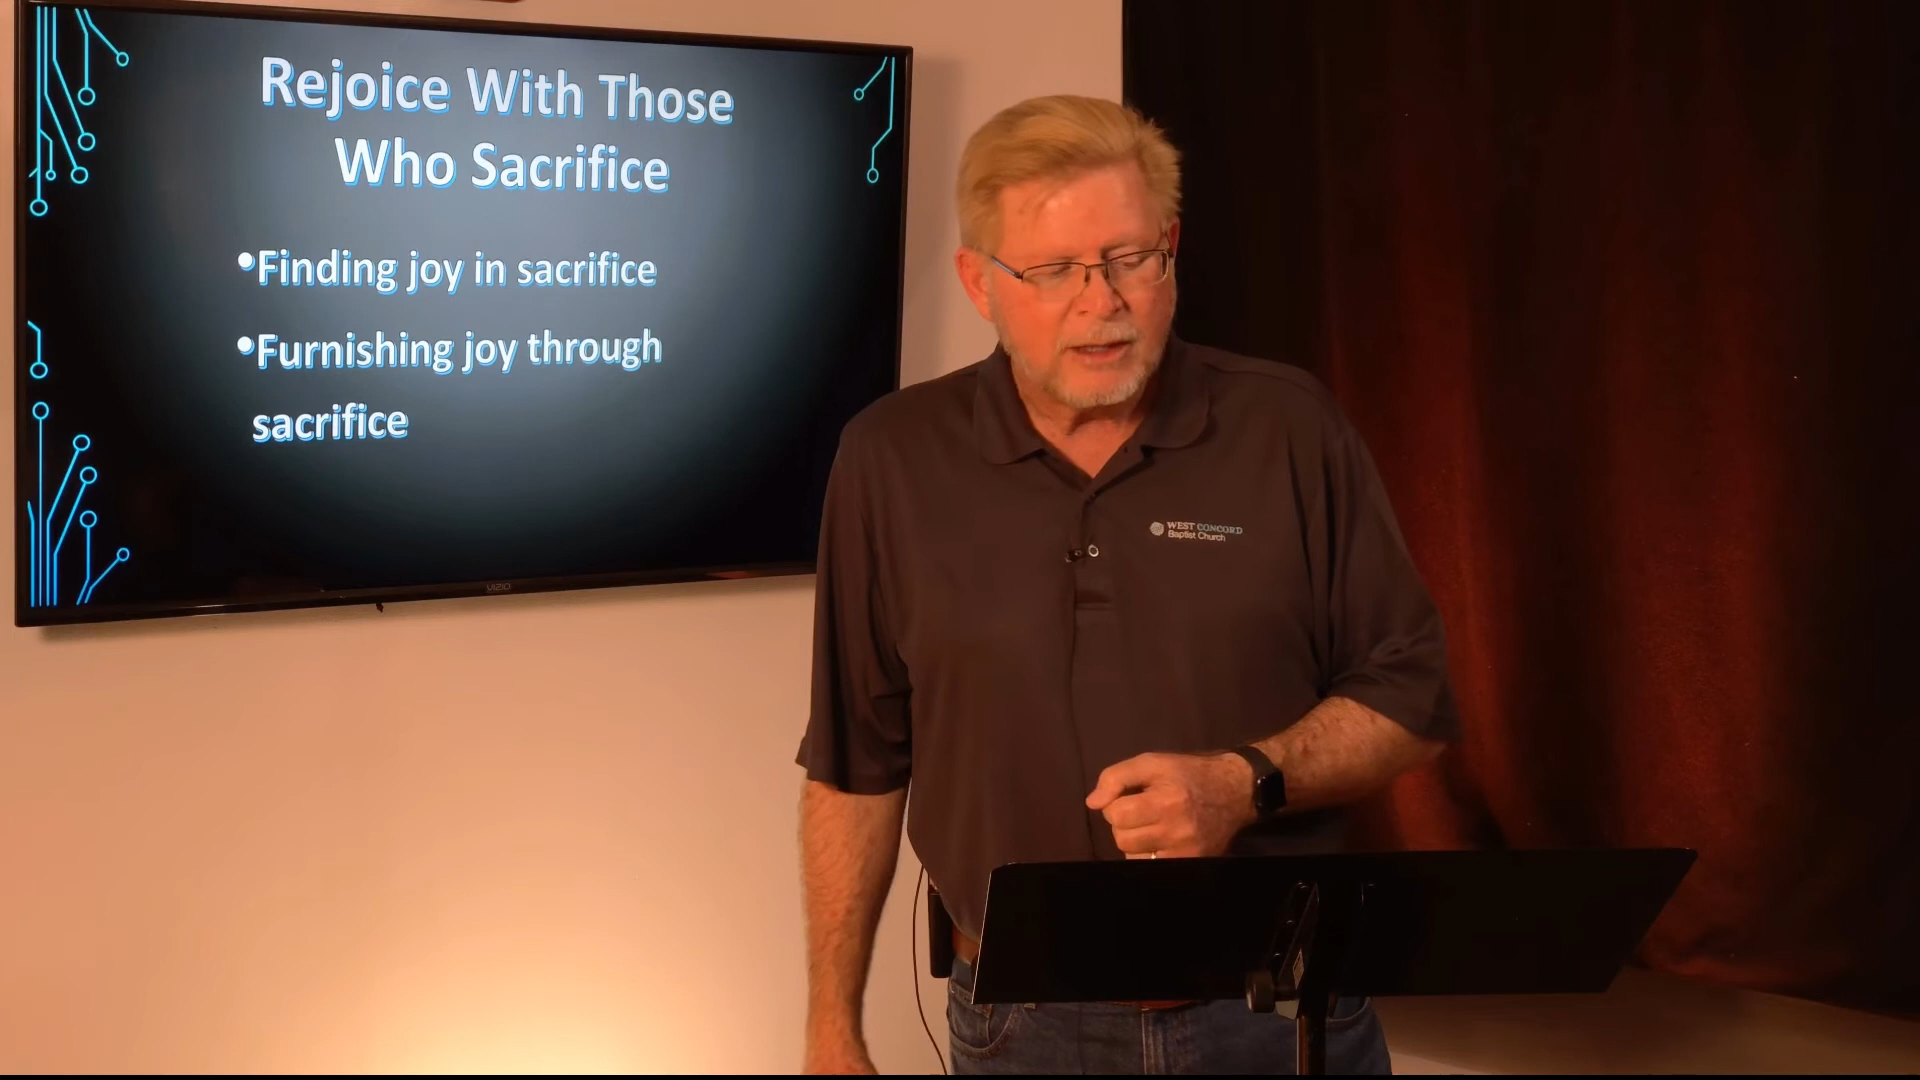 Rejoice With Those
Who Sacrifice
•Finding joy in sacrifice
•Furnishing joy through
sacrifice
VIZIO
WEST CONCORD
Baptist Church